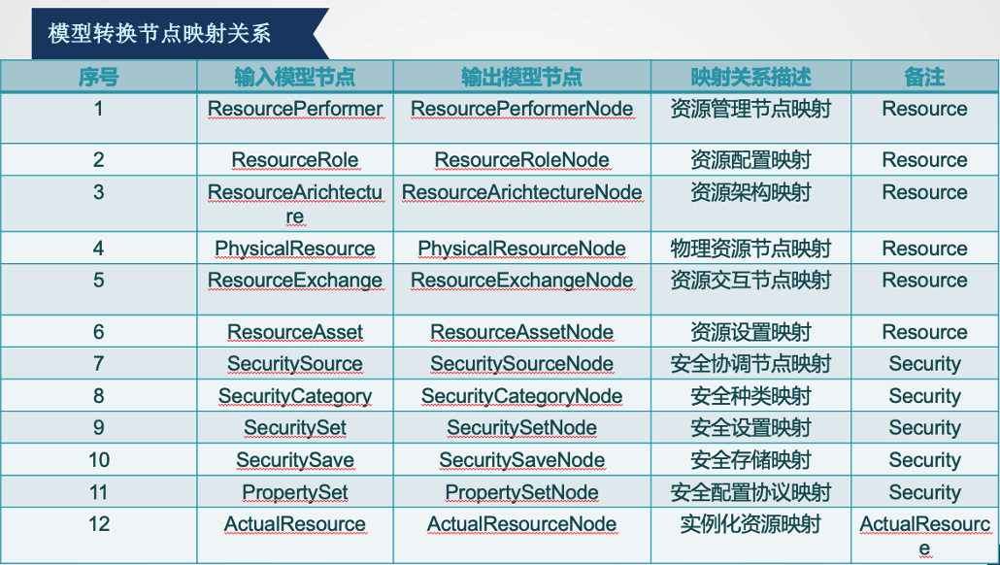 模型转换节点映射关系
序号 输入模型节点 输出模型节点 映射关系描述 备注
1 ResourcePerformer ResourcePerformerNode 资源管理节点映射 Resource
2 ResourceRole ResourceRoleNode 资源配置映射 Resource
3 ResourceArichtectu ResourceArichtectureNode 资源架构映射 Resource
re
4 PhysicalResource PhysicalResourceNode 物理资源节点映射 Resource
5 ResourceExchange ResourceExchangeNode 资源交互节点映射 Resource
6 ResourceAsset ResourceAssetNode 资源设置映射 Resource
7 SecuritySource SecuritySourceNode 安全协调节点映射 Security
8 SecurityCategory SecurityCategoryNode 安全种类映射 Security
9 SecuritySet SecuritySetNode 安全设置映射 Security
10 SecuritySave SecuritySaveNode 安全存储映射 Security
11 PropertySet PropertySetNode 安全配置协议映射 Security
12 ActualResource ActualResourceNode 实例化资源映射 ActualResourc
e